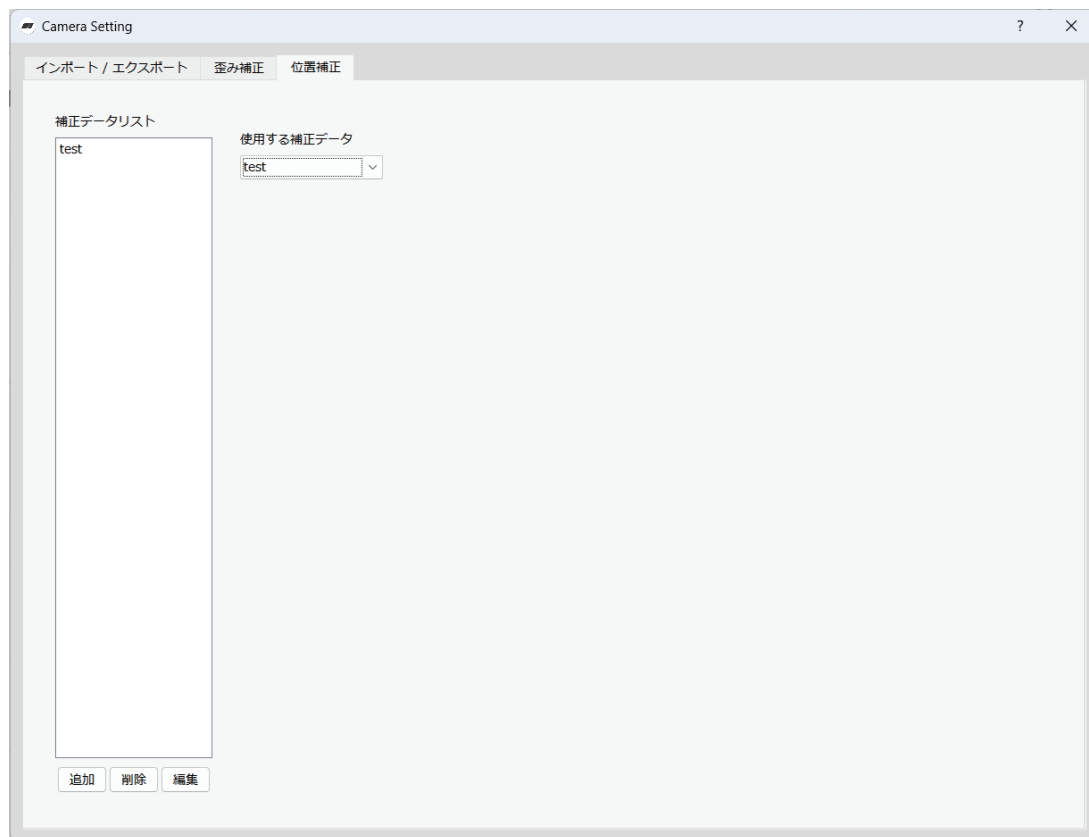 Camera Setting
インポート / エクスポート 歪み補正 位置補正
補正データリスト
test
使用する補正データ
test
追加 削除 編集